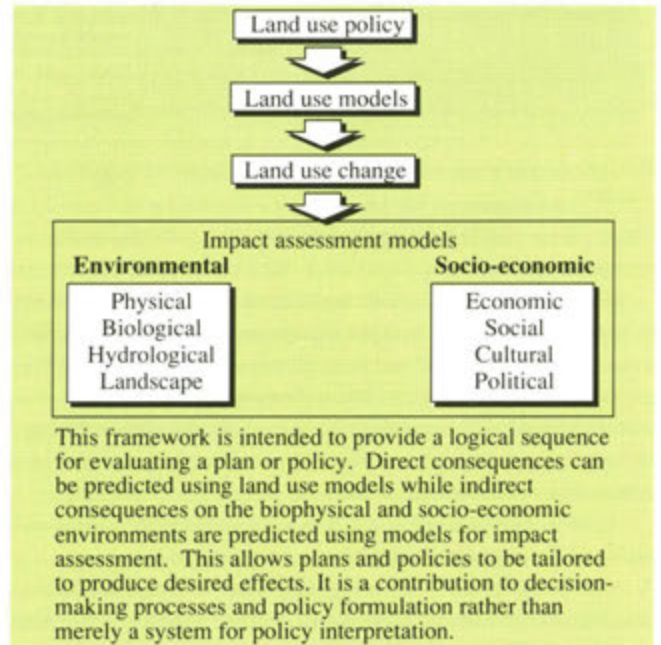 Land use policy
Land use models
Land use change
Impact assessment models
Environmental
Socio-economic
Physical
Biological
Hydrological
Landscape
Economic
Social
Cultural
Political
This framework is intended to provide a logical sequence
for evaluating a plan or policy. Direct consequences can
be predicted using land use models while indirect
consequences on the biophysical and socio-economic
environments are predicted using models for impact
assessment. This allows plans and policies to be tailored
to produce desired effects. It is a contribution to decision-
making processes and policy formulation rather than
merely a system for policy interpretation.